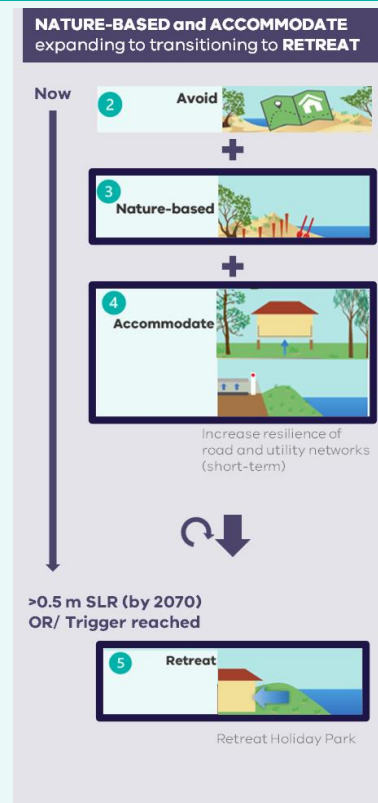 NATURE-BASED and ACCOMMODATE
expanding to transitioning to RETREAT
Now
2
Avoid
3
Nature-based
4
Accommodate
Increase resilience of
road and utility networks
(short-term)
>0.5 m SLR (by 2070)
OR/ Trigger reached
5
Retreat
Retreat Holiday Park